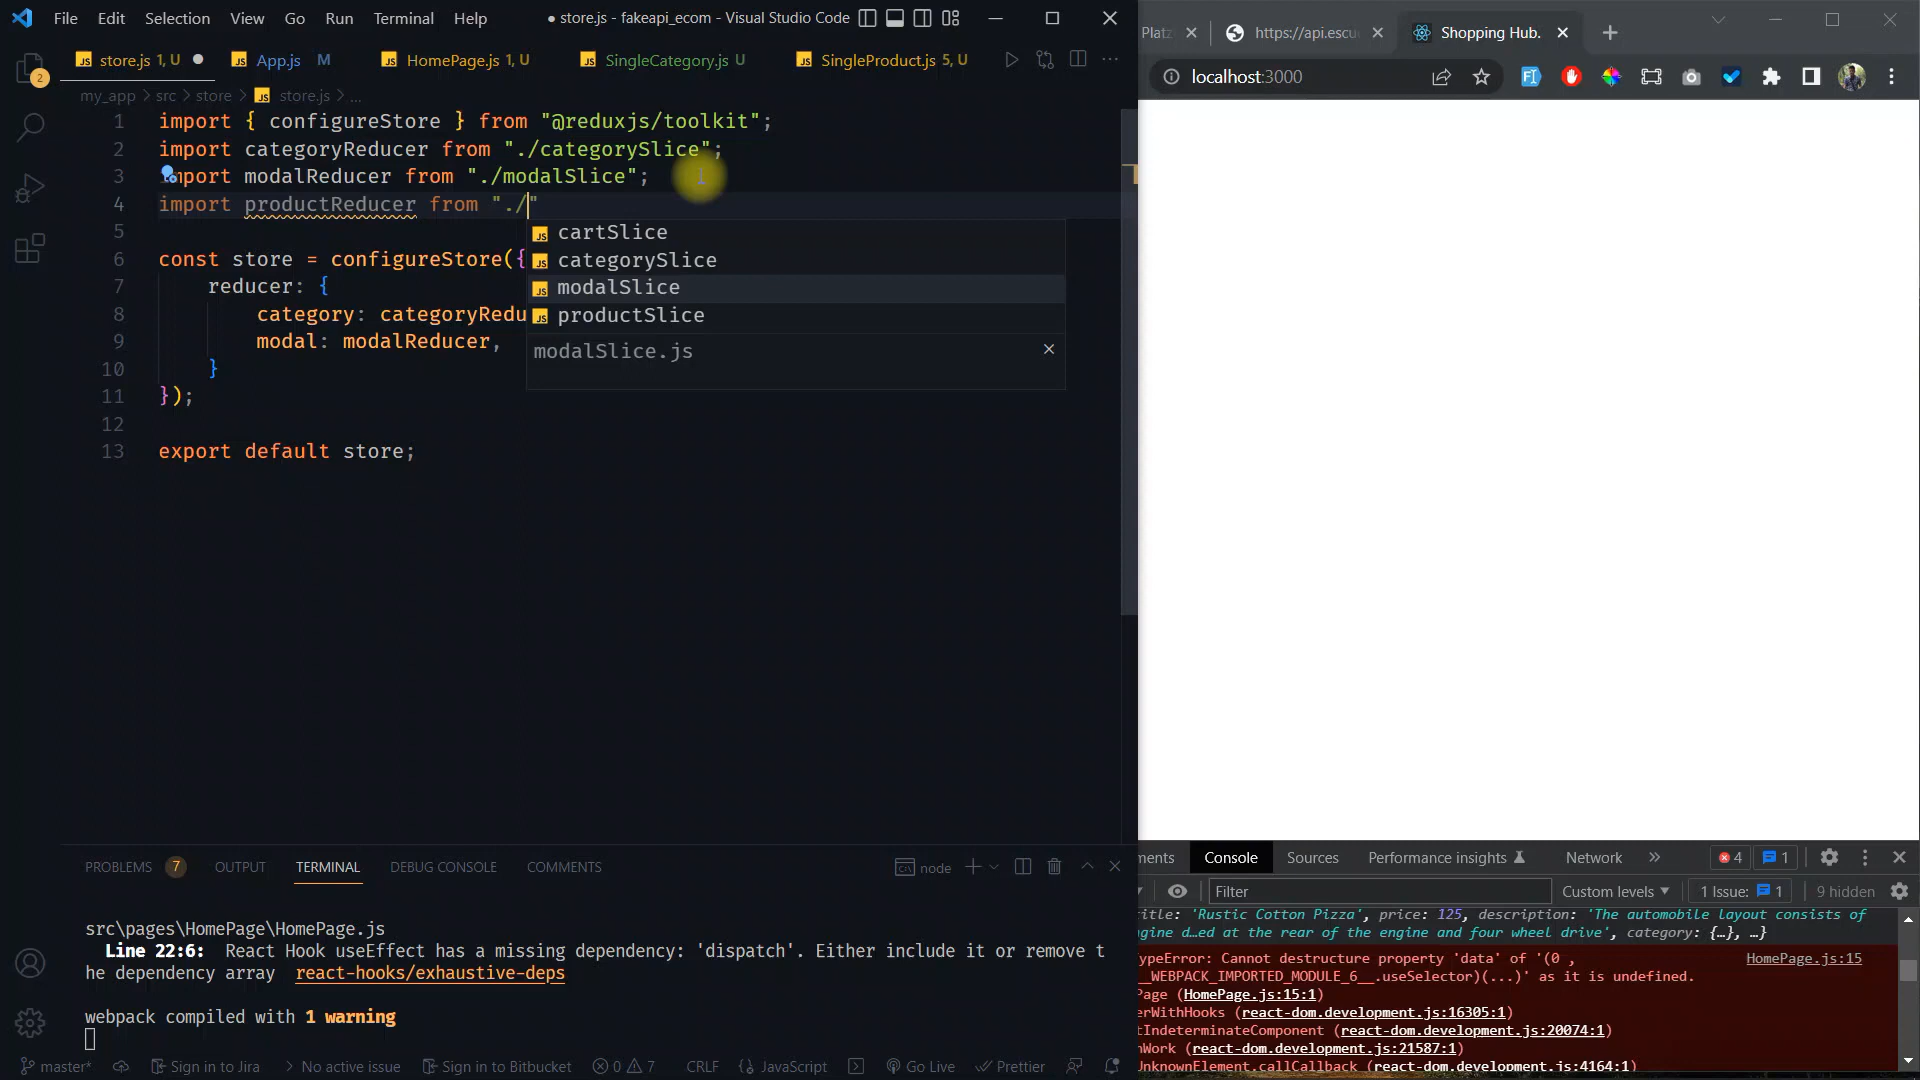 File Edit Selection View Go Run Terminal Help
● store.js - fakeapi_ecom - Visual Studio Code
store.js 1, U ●
App.js M
HomePage.js 1, U
SingleCategory.js U
SingleProduct.js 5, U
my_app > src > store > store.js > ...
1 import { configureStore } from "@reduxjs/toolkit";
2 import categoryReducer from "./categorySlice";
3 import modalReducer from "./modalSlice";
4 import productReducer from "./"
5
6 const store = configureStore({
7 reducer: {
8 category: categoryRedu
9 modal: modalReducer,
10 }
11 });
12
13 export default store;
cartSlice
categorySlice
modalSlice
productSlice
modalSlice.js
2
PROBLEMS 7 OUTPUT TERMINAL DEBUG CONSOLE COMMENTS
node
src\pages\HomePage\HomePage.js
Line 22:6: React Hook useEffect has a missing dependency: 'dispatch'. Either include it or remove t
he dependency array react-hooks/exhaustive-deps
webpack compiled with 1 warning
master* Sign in to Jira No active issue Sign in to Bitbucket 0 7 CRLF {} JavaScript Go Live Prettier
Platz
https://api.escu
Shopping Hub.
localhost:3000
ments Console Sources Performance insights Network » 4 1
Filter Custom levels 1 Issue: 1 9 hidden
itle: 'Rustic Cotton Pizza', price: 125, description: 'The automobile layout consists of
ngine d…ed at the rear of the engine and four wheel drive', category: {…}, …}
TypeError: Cannot destructure property 'data' of '(0 , HomePage.js:15
__WEBPACK_IMPORTED_MODULE_6__.useSelector)(...)' as it is undefined.
Page (HomePage.js:15:1)
erWithHooks (react-dom.development.js:16305:1)
tIndeterminateComponent (react-dom.development.js:20074:1)
nWork (react-dom.development.js:21587:1)
UnknownElement.callCallback (react-dom.development.js:4164:1)